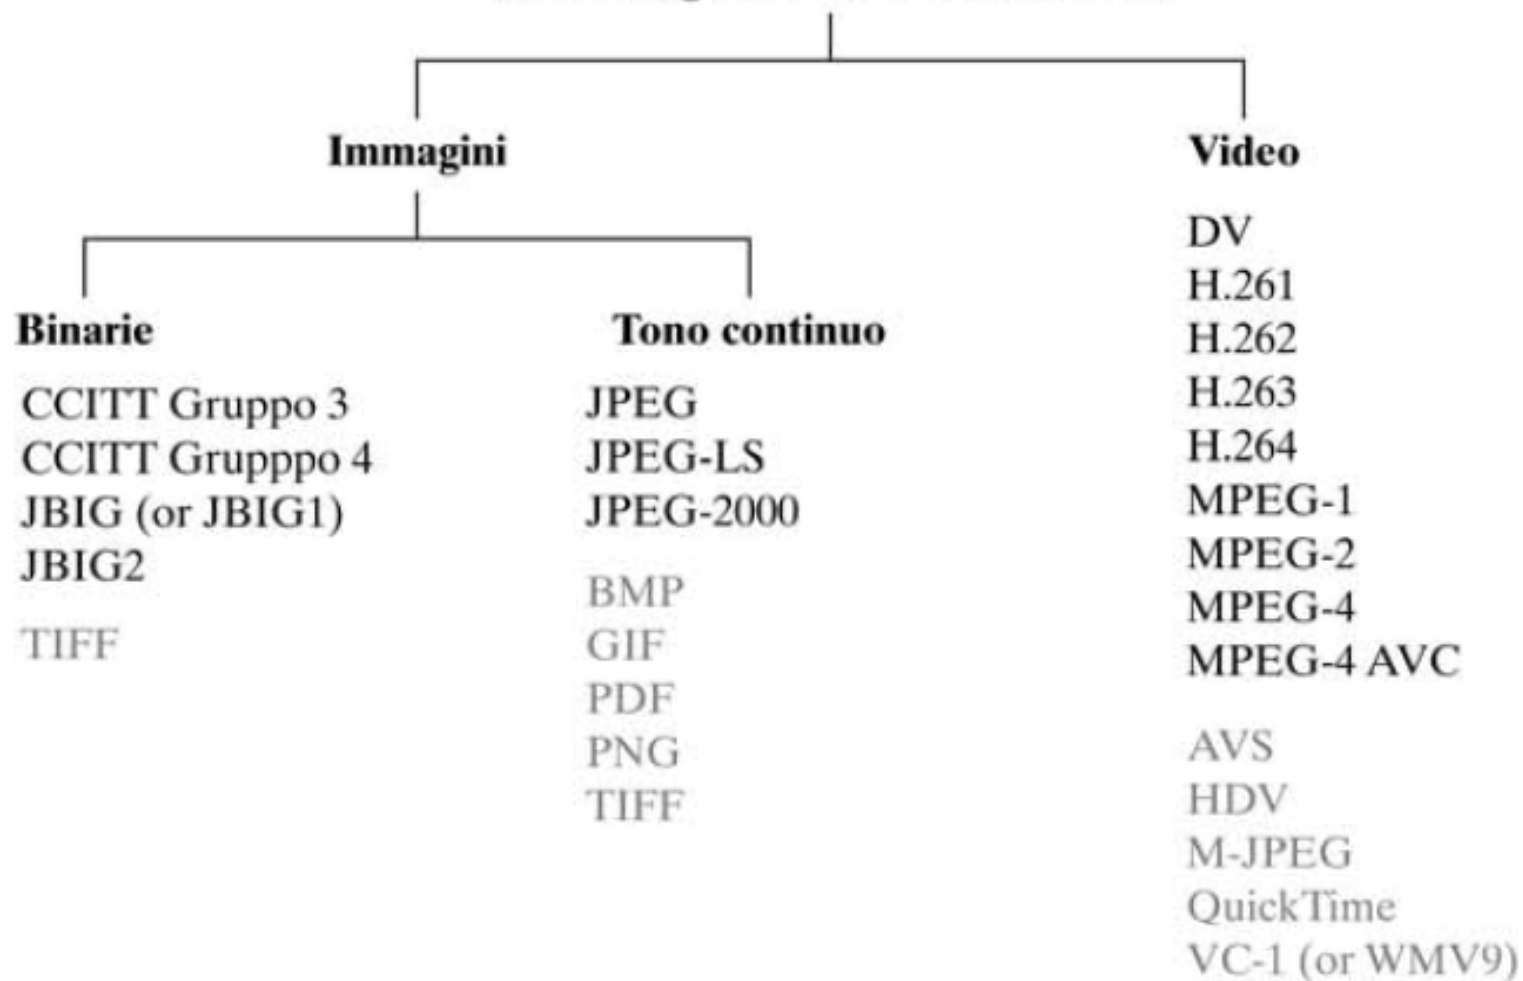 Immagini
Video
Binarie
CCITT Gruppo 3
CCITT Grupppo 4
JBIG (or JBIG1)
JBIG2
TIFF
Tono continuo
JPEG
JPEG-LS
JPEG-2000
BMP
GIF
PDF
PNG
TIFF
DV
H.261
H.262
H.263
H.264
MPEG-1
MPEG-2
MPEG-4
MPEG-4 AVC
AVS
HDV
M-JPEG
QuickTime
VC-1 (or WMV9)